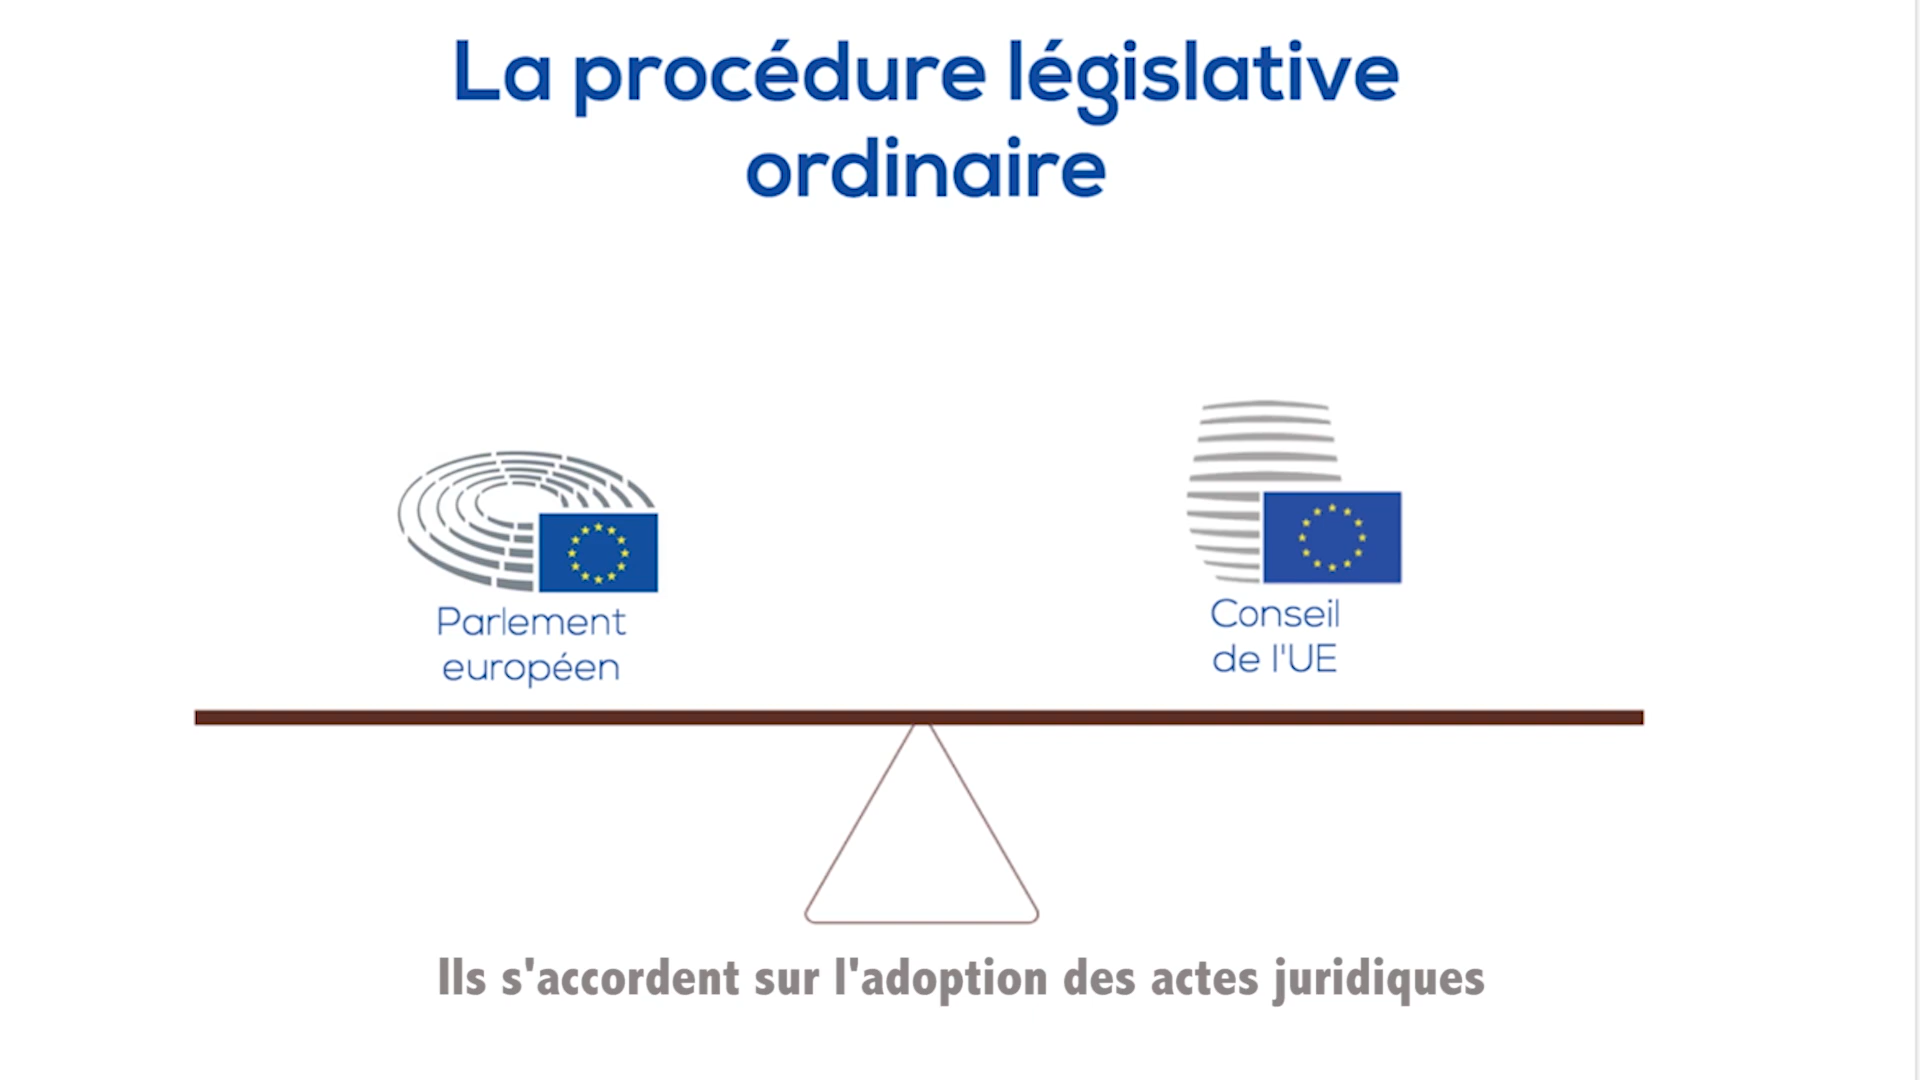 La procédure législative
ordinaire
Parlement
européen
Conseil
de l'UE
Ils s'accordent sur l'adoption des actes juridiques